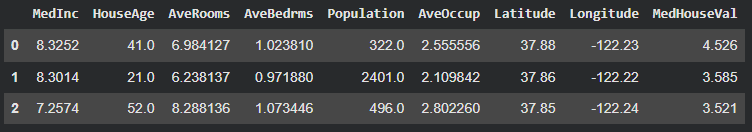 MedInc HouseAge AveRooms AveBedrms Population AveOccup Latitude Longitude MedHouseVal
0 8.3252 41.0 6.984127 1.023810 322.0 2.555556 37.88 -122.23 4.526
1 8.3014 21.0 6.238137 0.971880 2401.0 2.109842 37.86 -122.22 3.585
2 7.2574 52.0 8.288136 1.073446 496.0 2.802260 37.85 -122.24 3.521